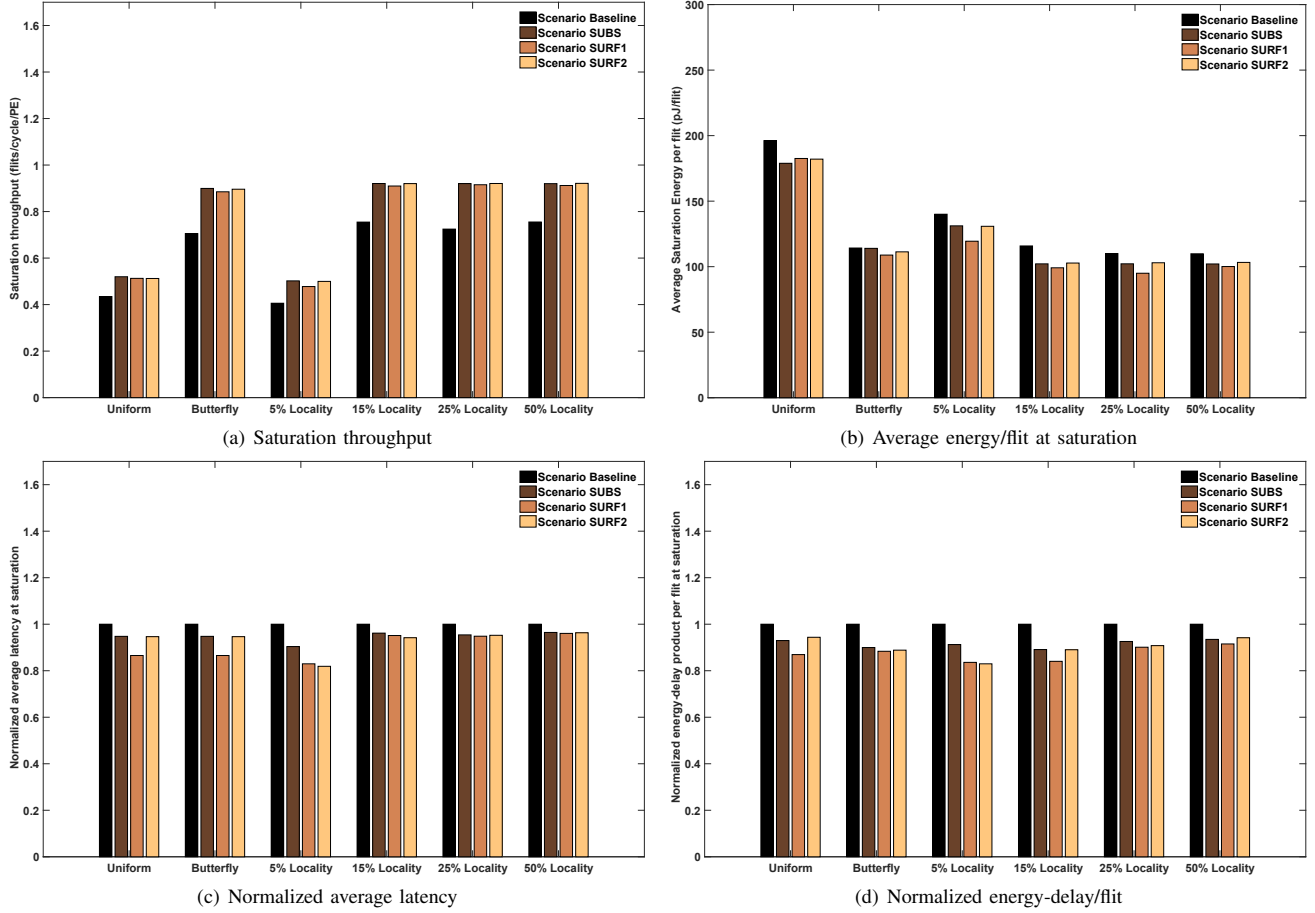 Saturation throughput (flits/cycle/PE)
1.6
1.4
1.2
1
0.8
0.6
0.4
0.2
0
Scenario Baseline
Scenario SUBS
Scenario SURF1
Scenario SURF2
Uniform Butterfly 5% Locality 15% Locality 25% Locality 50% Locality
(a) Saturation throughput
Average Saturation Energy per flit (pJ/flit)
300
250
200
150
100
50
0
Scenario Baseline
Scenario SUBS
Scenario SURF1
Scenario SURF2
Uniform Butterfly 5% Locality 15% Locality 25% Locality 50% Locality
(b) Average energy/flit at saturation
Normalized average latency at saturation
1.6
1.4
1.2
1
0.8
0.6
0.4
0.2
0
Scenario Baseline
Scenario SUBS
Scenario SURF1
Scenario SURF2
Uniform Butterfly 5% Locality 15% Locality 25% Locality 50% Locality
(c) Normalized average latency
Normalized energy-delay product per flit at saturation
1.6
1.4
1.2
1
0.8
0.6
0.4
0.2
0
Scenario Baseline
Scenario SUBS
Scenario SURF1
Scenario SURF2
Uniform Butterfly 5% Locality 15% Locality 25% Locality 50% Locality
(d) Normalized energy-delay/flit